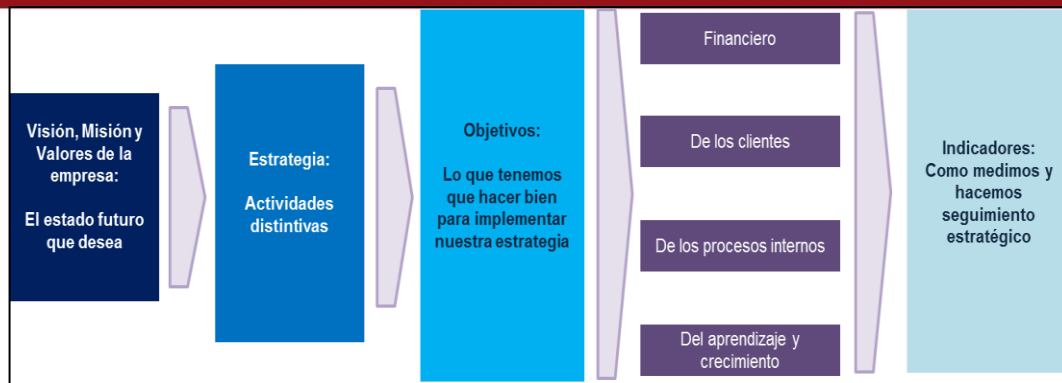 Visión, Misión y
Valores de la
empresa:
El estado futuro
que desea
Estrategia:
Actividades
distintivas
Objetivos:
Lo que tenemos
que hacer bien
para implementar
nuestra estrategia
Financiero
De los clientes
De los procesos internos
Del aprendizaje y
crecimiento
Indicadores:
Como medimos y
hacemos
seguimiento
estratégico